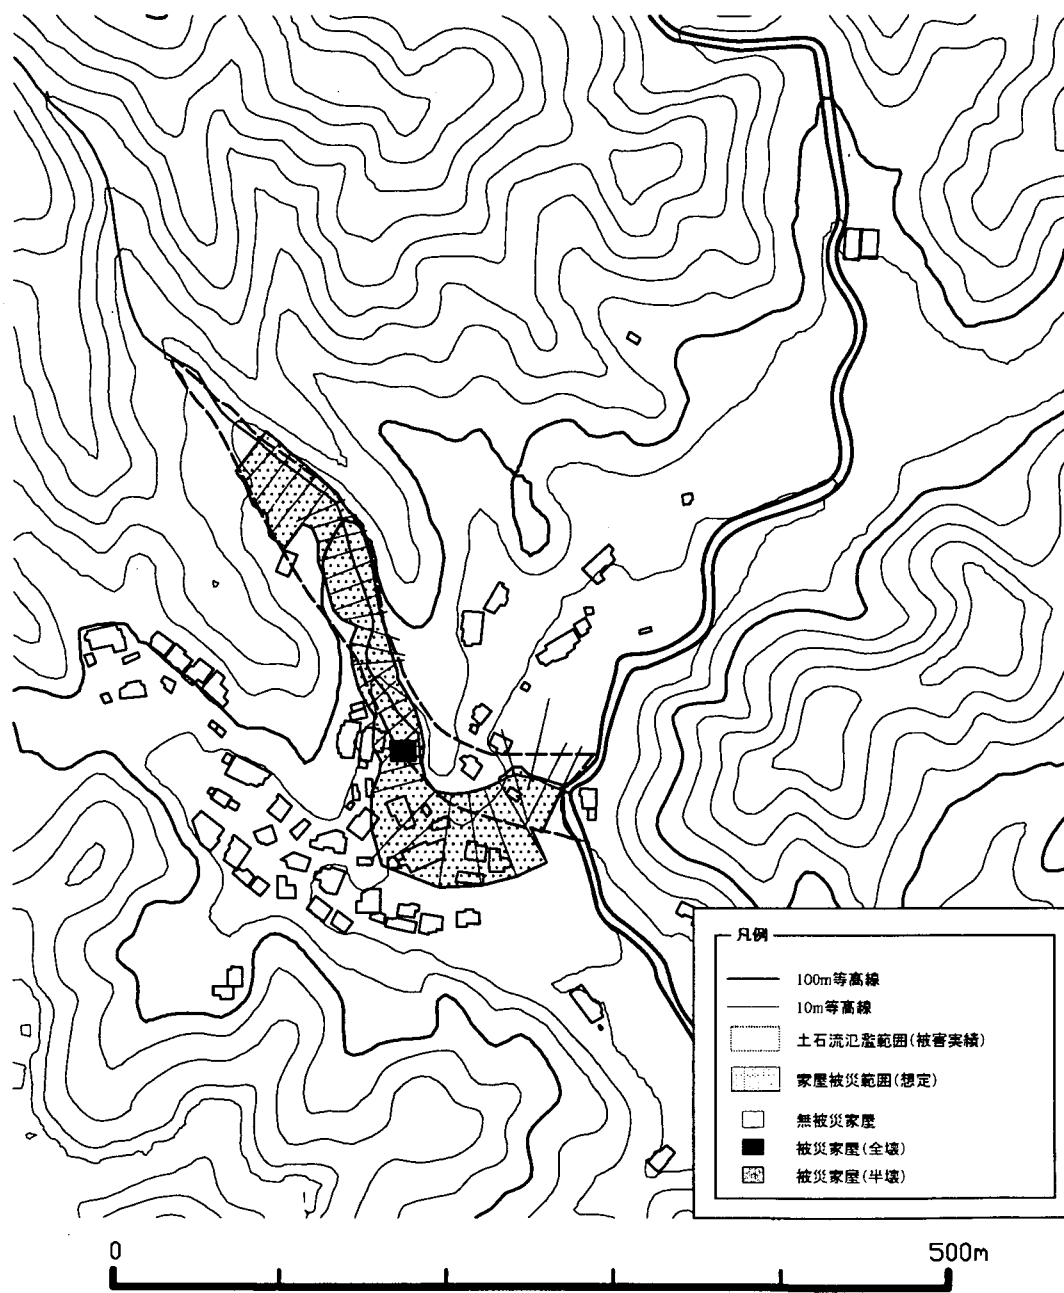 凡例
100m等高線
10m等高線
土石流氾濫範囲(被害実績)
家屋被災範囲(想定)
無被災家屋
被災家屋(全壊)
被災家屋(半壊)
0 500m